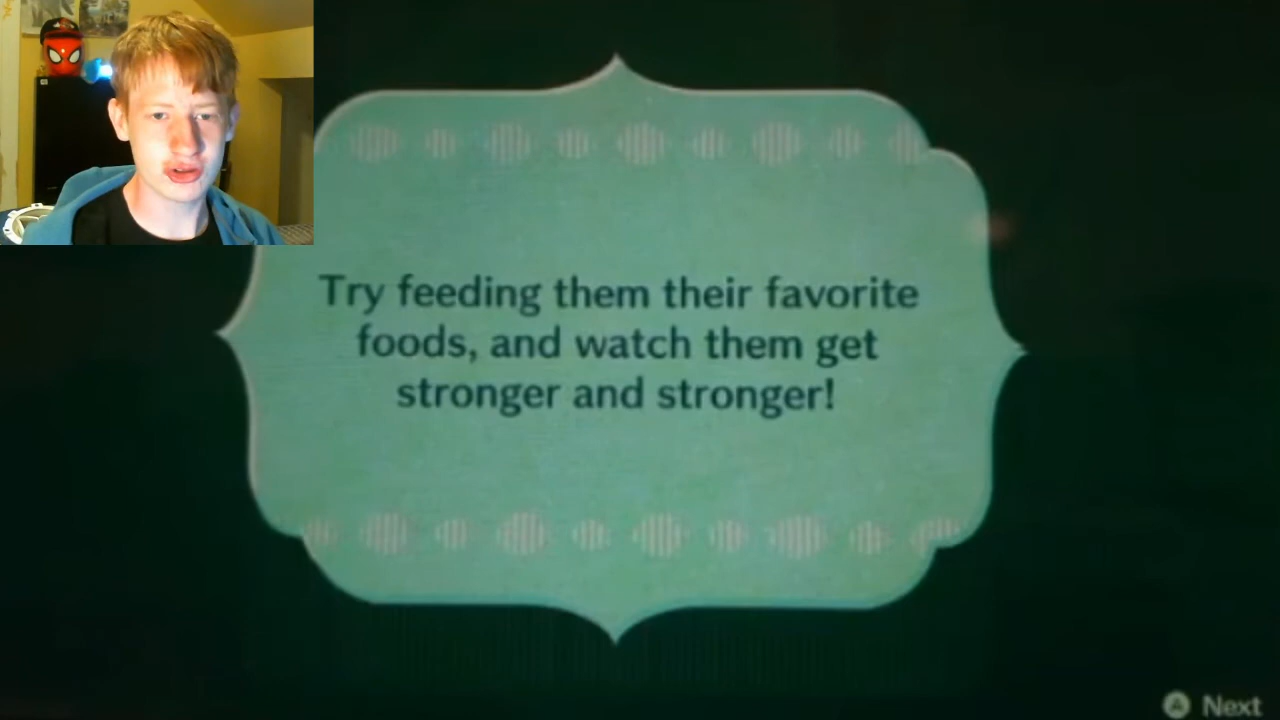 Try feeding them their favorite
foods, and watch them get
stronger and stronger!
A Next